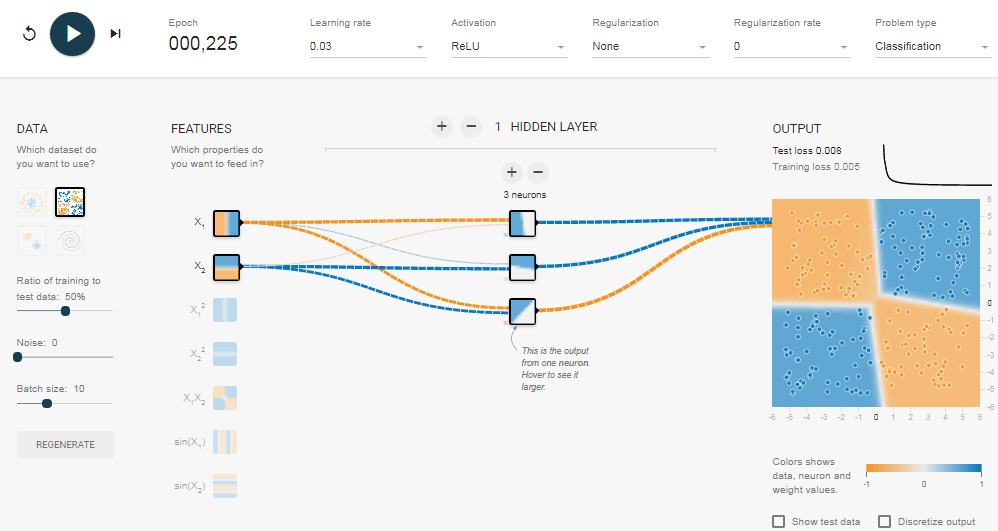 Epoch
000,225
Learning rate
0.03
Activation
ReLU
Regularization
None
Regularization rate
0
Problem type
Classification
DATA
Which dataset do
you want to use?
Ratio of training to
test data: 50%
Noise: 0
Batch size: 10
REGENERATE
FEATURES
Which properties do
you want to feed in?
X1
X2
X1²
X2²
X1X2
sin(X1)
sin(X2)
+ − 1 HIDDEN LAYER
+ −
3 neurons
This is the output
from one neuron.
Hover to see it
larger.
OUTPUT
Test loss 0.008
Training loss 0.005
6
5
4
3
2
1
0
-1
-2
-3
-4
-5
-6
-6 -5 -4 -3 -2 -1 0 1 2 3 4 5 6
Colors shows
data, neuron and
weight values.
-1 0 1
Show test data
Discretize output